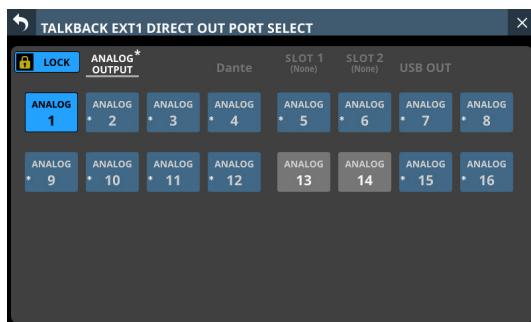 TALKBACK EXT1 DIRECT OUT PORT SELECT
LOCK
ANALOG*
OUTPUT
Dante
SLOT 1
(None)
SLOT 2
(None)
USB OUT
ANALOG
1
ANALOG
* 2
ANALOG
* 3
ANALOG
* 4
ANALOG
* 5
ANALOG
* 6
ANALOG
* 7
ANALOG
* 8
ANALOG
* 9
ANALOG
* 10
ANALOG
* 11
ANALOG
* 12
ANALOG
13
ANALOG
14
ANALOG
* 15
ANALOG
* 16